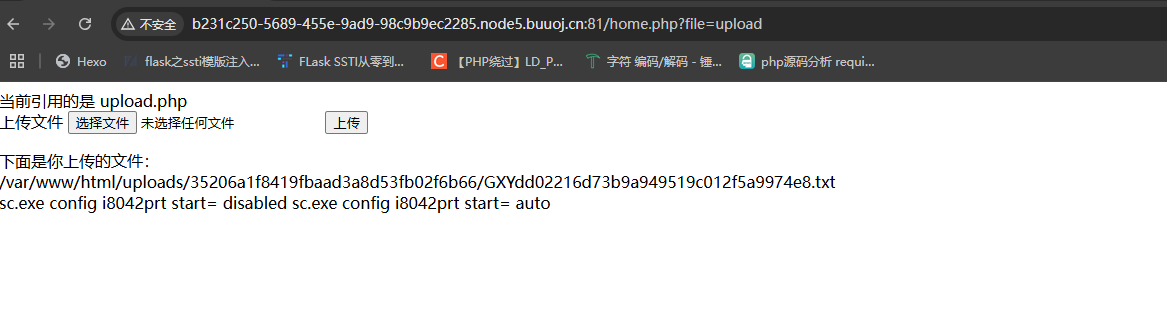 不安全 b231c250-5689-455e-9ad9-98c9b9ec2285.node5.buuoj.cn:81/home.php?file=upload
Hexo flask之ssti模版注入... FLask SSTI从零到... 【PHP绕过】LD_P... 字符 编码/解码 - 锤... php源码分析 requi...
当前引用的是 upload.php
上传文件 选择文件 未选择任何文件 上传
下面是你上传的文件：
/var/www/html/uploads/35206a1f8419fbaad3a8d53fb02f6b66/GXYdd02216d73b9a949519c012f5a9974e8.txt
sc.exe config i8042prt start= disabled sc.exe config i8042prt start= auto